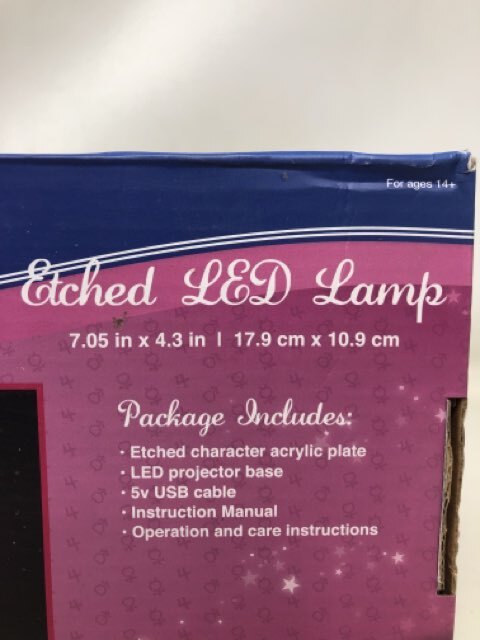 For ages 14+
Etched LED Lamp
7.05 in x 4.3 in | 17.9 cm x 10.9 cm
Package Includes:
· Etched character acrylic plate
· LED projector base
· 5v USB cable
· Instruction Manual
· Operation and care instructions